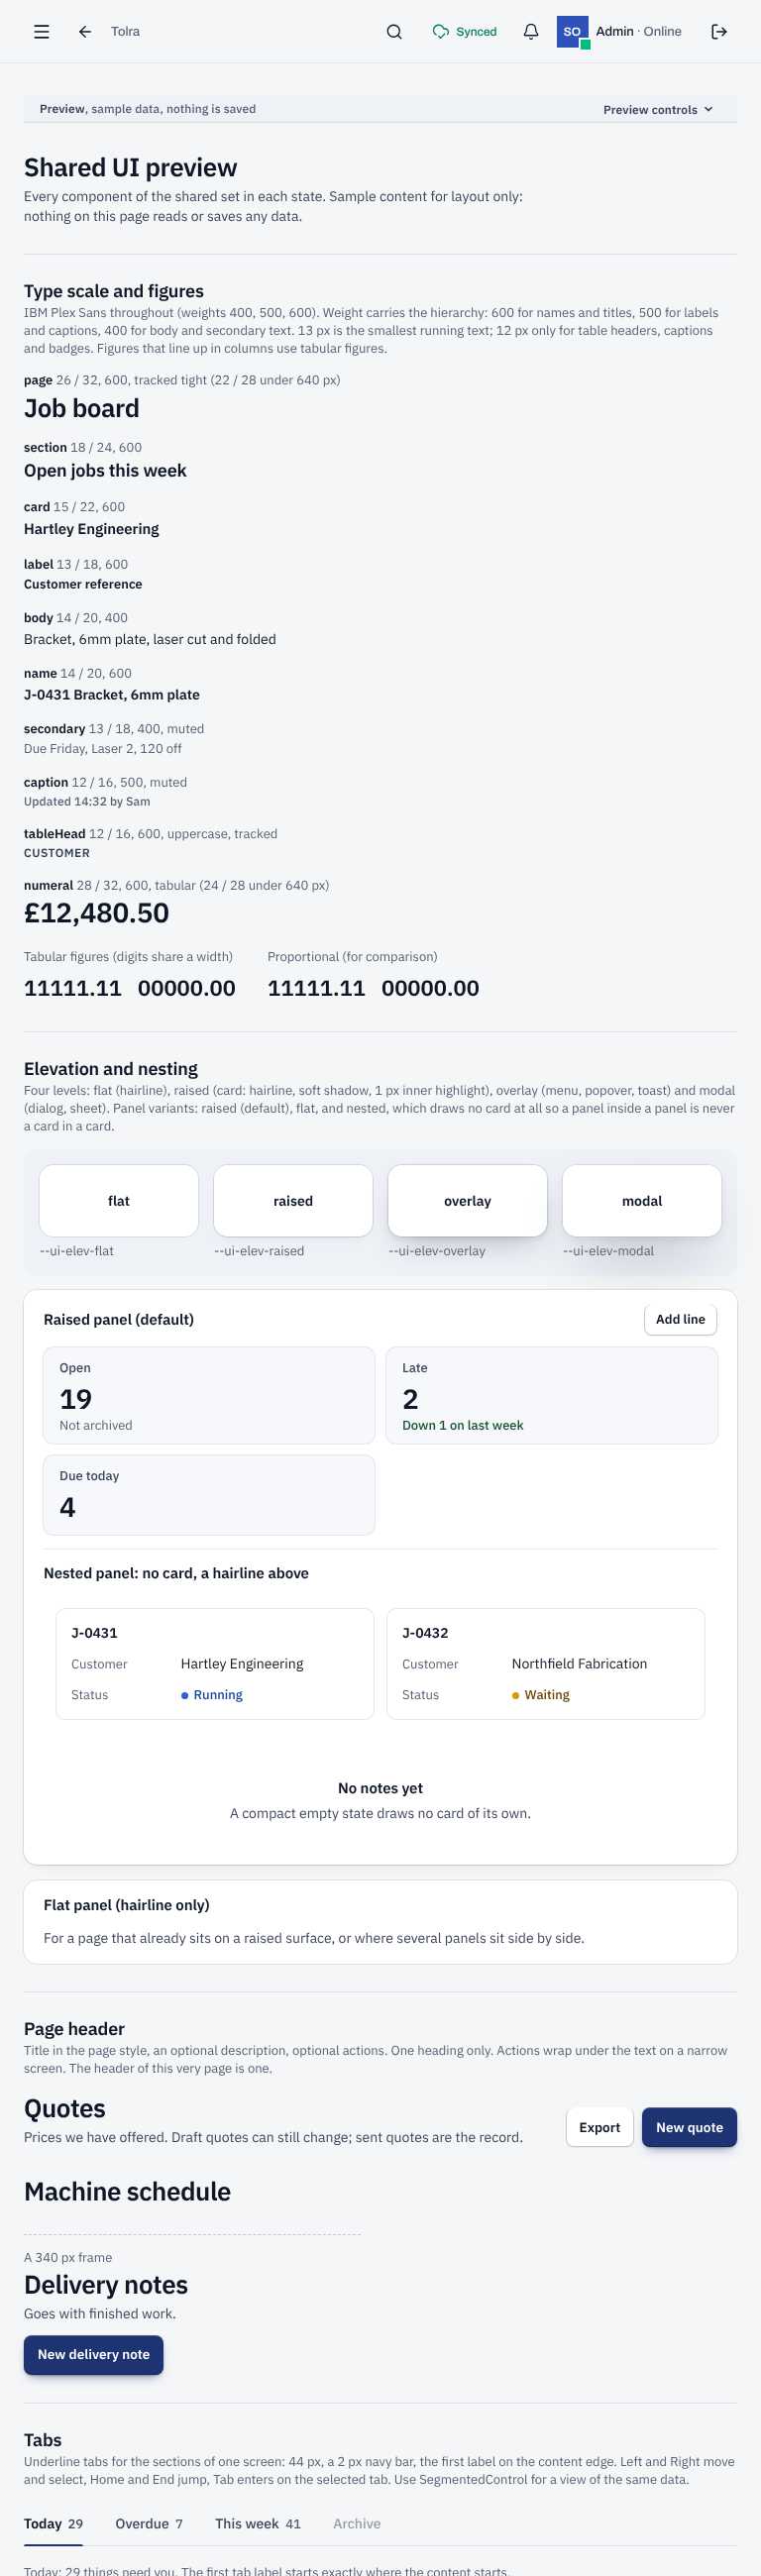 Tolra
Synced
SO
Admin · Online
Preview, sample data, nothing is saved
Preview controls
Shared UI preview
Every component of the shared set in each state. Sample content for layout only:
nothing on this page reads or saves any data.
Type scale and figures
IBM Plex Sans throughout (weights 400, 500, 600). Weight carries the hierarchy: 600 for names and titles, 500 for labels
and captions, 400 for body and secondary text. 13 px is the smallest running text; 12 px only for table headers, captions
and badges. Figures that line up in columns use tabular figures.
page 26 / 32, 600, tracked tight (22 / 28 under 640 px)
Job board
section 18 / 24, 600
Open jobs this week
card 15 / 22, 600
Hartley Engineering
label 13 / 18, 600
Customer reference
body 14 / 20, 400
Bracket, 6mm plate, laser cut and folded
name 14 / 20, 600
J-0431 Bracket, 6mm plate
secondary 13 / 18, 400, muted
Due Friday, Laser 2, 120 off
caption 12 / 16, 500, muted
Updated 14:32 by Sam
tableHead 12 / 16, 600, uppercase, tracked
CUSTOMER
numeral 28 / 32, 600, tabular (24 / 28 under 640 px)
£12,480.50
Tabular figures (digits share a width)
Proportional (for comparison)
11111.11 00000.00
11111.11 00000.00
Elevation and nesting
Four levels: flat (hairline), raised (card: hairline, soft shadow, 1 px inner highlight), overlay (menu, popover, toast) and modal
(dialog, sheet). Panel variants: raised (default), flat, and nested, which draws no card at all so a panel inside a panel is never
a card in a card.
flat
raised
overlay
modal
--ui-elev-flat
--ui-elev-raised
--ui-elev-overlay
--ui-elev-modal
Raised panel (default)
Add line
Open
19
Not archived
Late
2
Down 1 on last week
Due today
4
Nested panel: no card, a hairline above
J-0431
Customer Hartley Engineering
Status Running
J-0432
Customer Northfield Fabrication
Status Waiting
No notes yet
A compact empty state draws no card of its own.
Flat panel (hairline only)
For a page that already sits on a raised surface, or where several panels sit side by side.
Page header
Title in the page style, an optional description, optional actions. One heading only. Actions wrap under the text on a narrow
screen. The header of this very page is one.
Quotes
Prices we have offered. Draft quotes can still change; sent quotes are the record.
Export
New quote
Machine schedule
A 340 px frame
Delivery notes
Goes with finished work.
New delivery note
Tabs
Underline tabs for the sections of one screen: 44 px, a 2 px navy bar, the first label on the content edge. Left and Right move
and select, Home and End jump, Tab enters on the selected tab. Use SegmentedControl for a view of the same data.
Today 29
Overdue 7
This week 41
Archive
Today: 29 things need you. The first tab label starts exactly where the content starts.